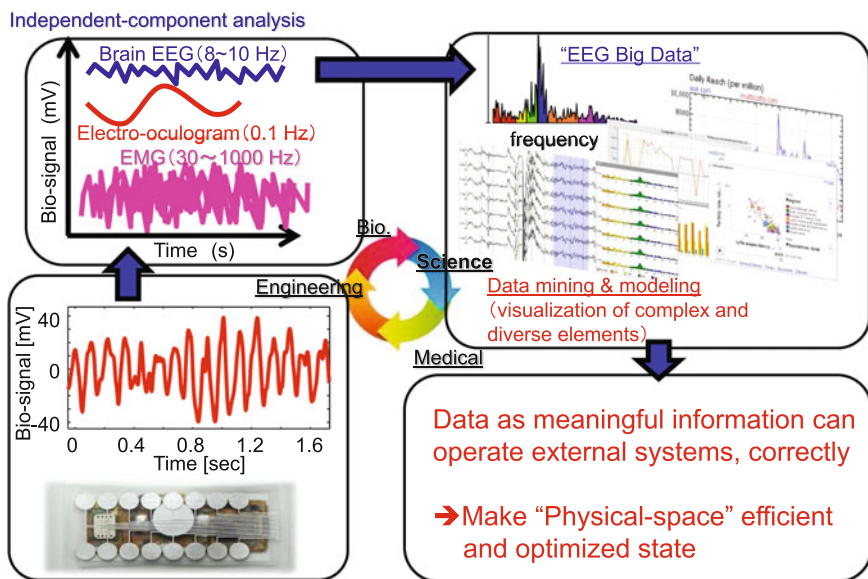 Independent-component analysis
Brain EEG(8~10 Hz)
Electro-oculogram(0.1 Hz)
EMG(30～1000 Hz)
Bio-signal (mV)
Time (s)
"EEG Big Data"
Daily Reach (per million)
frequency
Data mining & modeling
(visualization of complex and
diverse elements)
Bio.
Science
Engineering
Medical
Bio-signal [mV]
40
0
-40
0
0.4
0.8
1.2
1.6
Time [sec]
Data as meaningful information can
operate external systems, correctly
➔Make "Physical-space" efficient
and optimized state